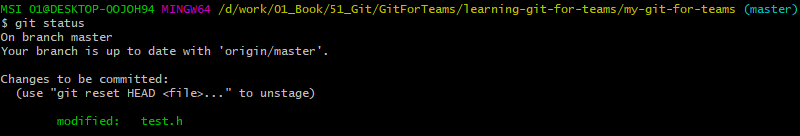 MSI 01@DESKTOP-OOJOH94 MINGW64 /d/work/01_Book/51_Git/GitForTeams/learning-git-for-teams/my-git-for-teams (master)
$ git status
On branch master
Your branch is up to date with 'origin/master'.

Changes to be committed:
  (use "git reset HEAD <file>..." to unstage)

        modified:   test.h